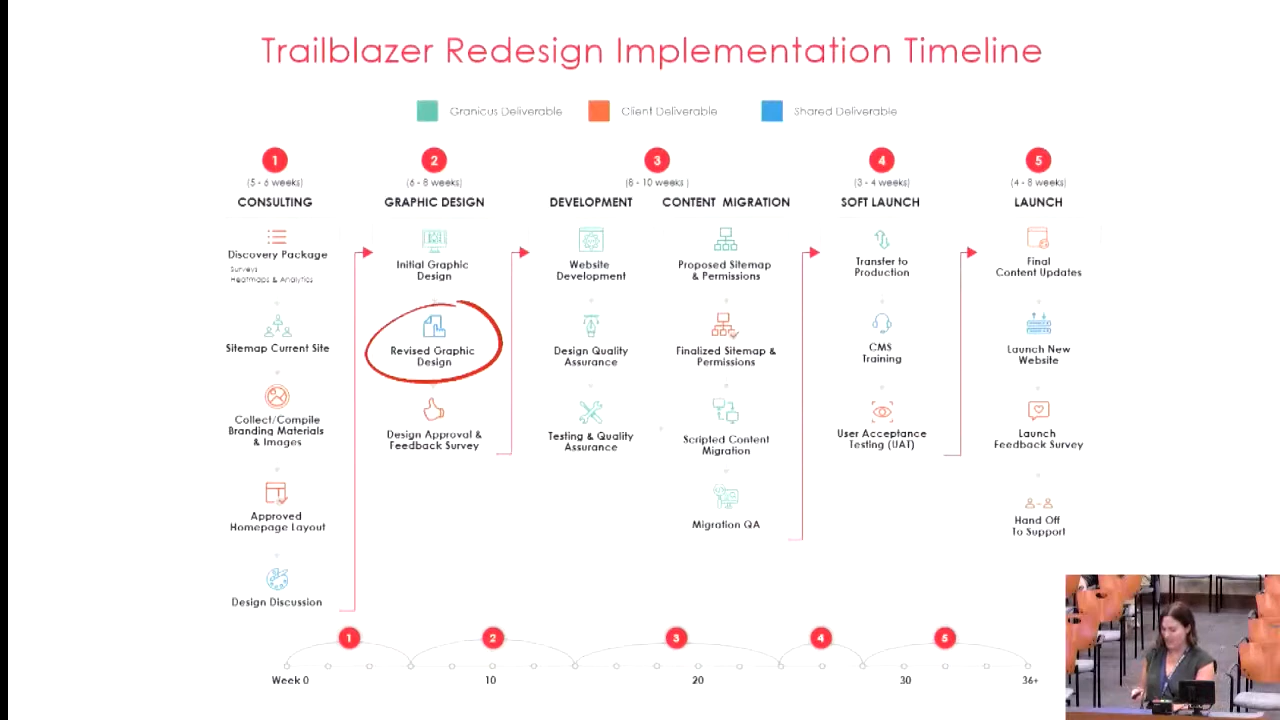 Trailblazer Redesign Implementation Timeline
Granicus Deliverable
Client Deliverable
Shared Deliverable
1
(5 - 6 weeks)
CONSULTING
Discovery Package
Surveys
Heatmaps & Analytics
Sitemap Current Site
Collect/Compile
Branding Materials
& Images
Approved
Homepage Layout
Design Discussion
2
(6 - 8 weeks)
GRAPHIC DESIGN
Initial Graphic
Design
Revised Graphic
Design
Design Approval &
Feedback Survey
3
(8 - 10 weeks )
DEVELOPMENT
Website
Development
Design Quality
Assurance
Testing & Quality
Assurance
CONTENT MIGRATION
Proposed Sitemap
& Permissions
Finalized Sitemap &
Permissions
Scripted Content
Migration
Migration QA
4
(3 - 4 weeks)
SOFT LAUNCH
Transfer to
Production
CMS
Training
User Acceptance
Testing (UAT)
5
(4 - 8 weeks)
LAUNCH
Final
Content Updates
Launch New
Website
Launch
Feedback Survey
Hand Off
To Support
1
2
3
4
5
Week 0
10
20
30
36+